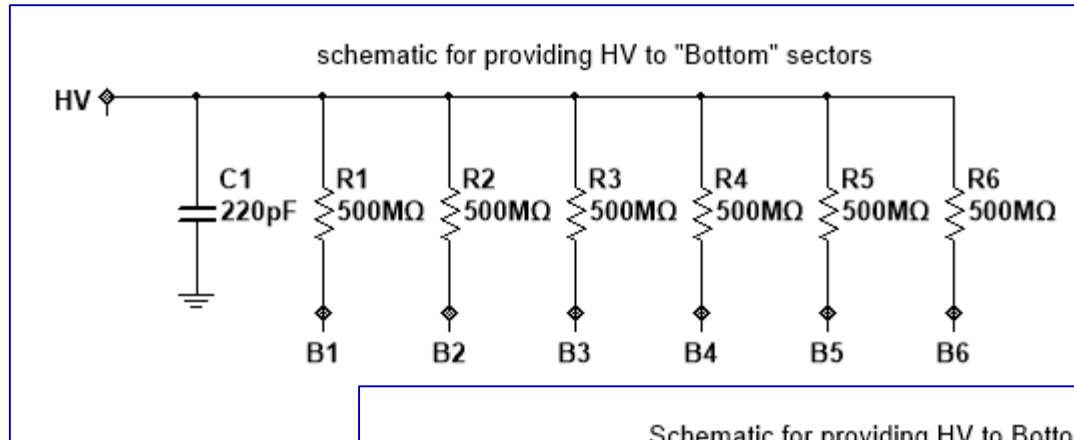 schematic for providing HV to "Bottom" sectors
HV
C1 R1 R2 R3 R4 R5 R6
220pF 500MΩ 500MΩ 500MΩ 500MΩ 500MΩ 500MΩ
B1 B2 B3 B4 B5 B6
Schematic for providing HV to Botto